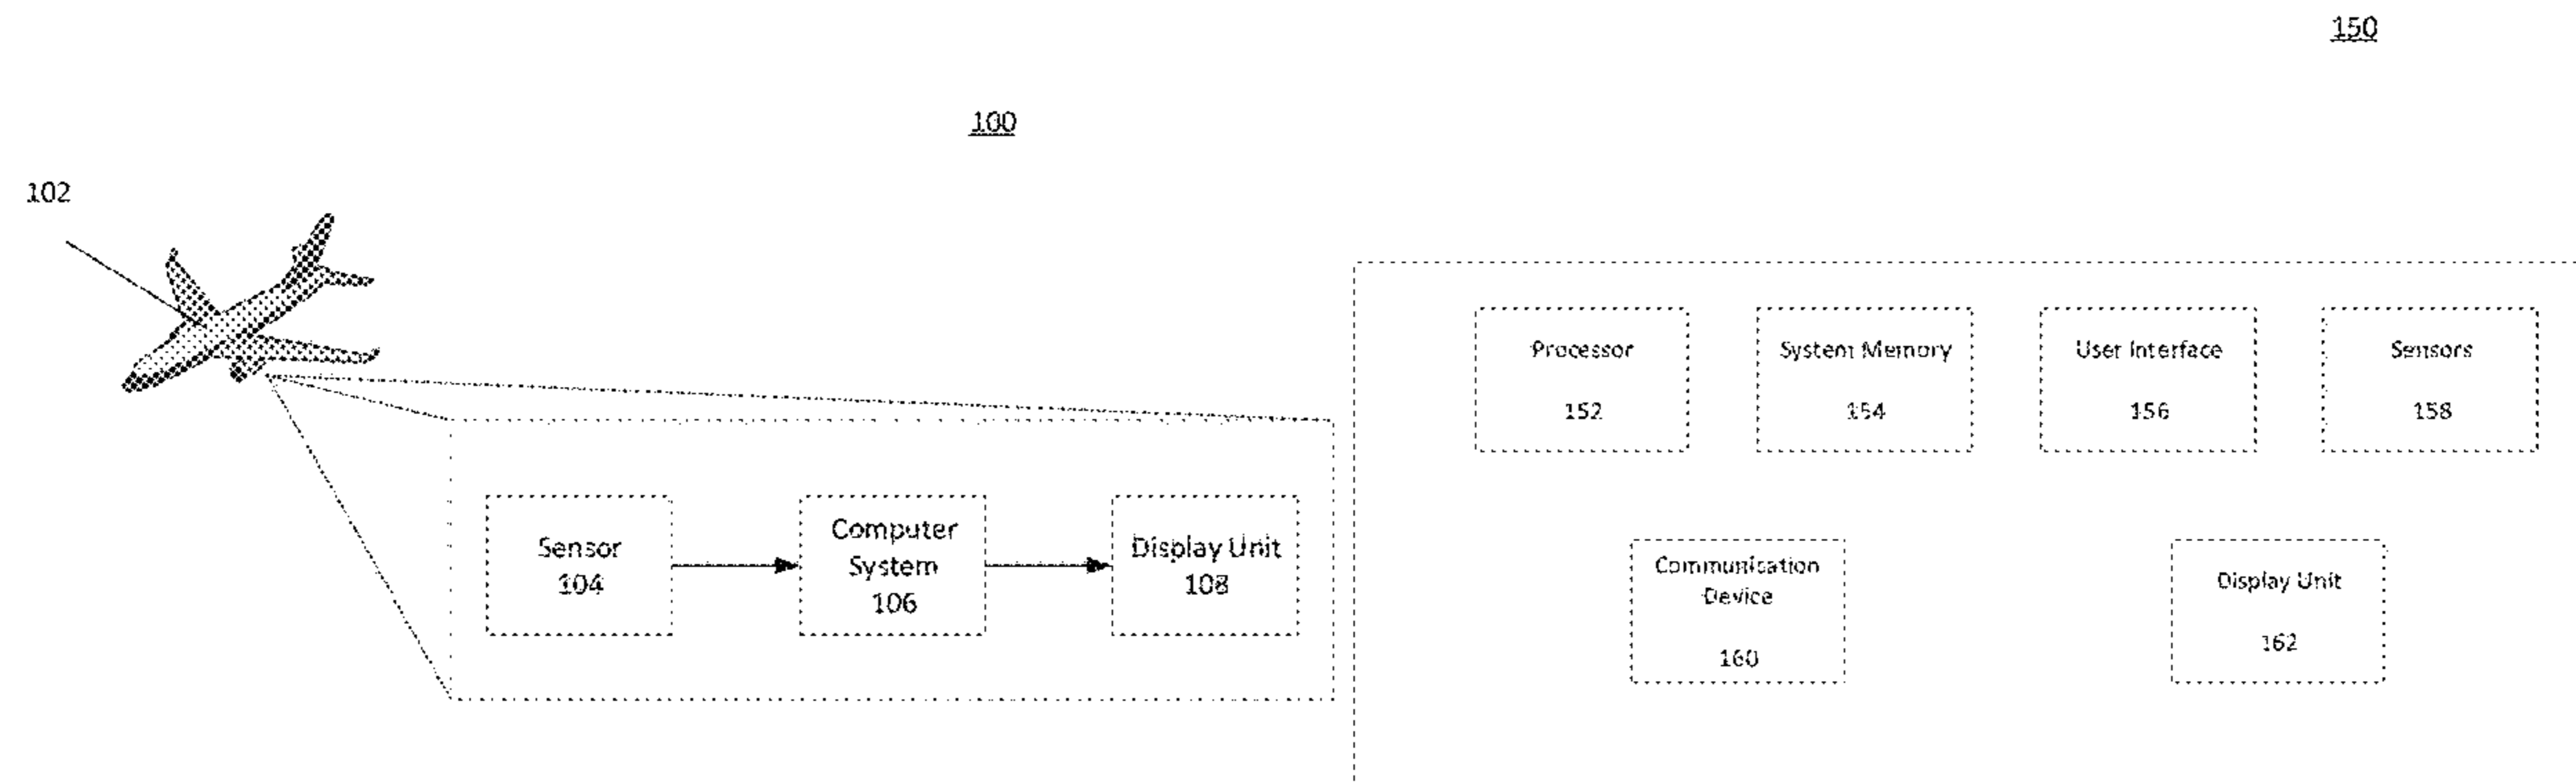 150
100
102
Processor
152
System Memory
154
User Interface
156
Sensors
158
Sensor
104
Computer
System
106
Display Unit
108
Communication
Device
160
Display Unit
162